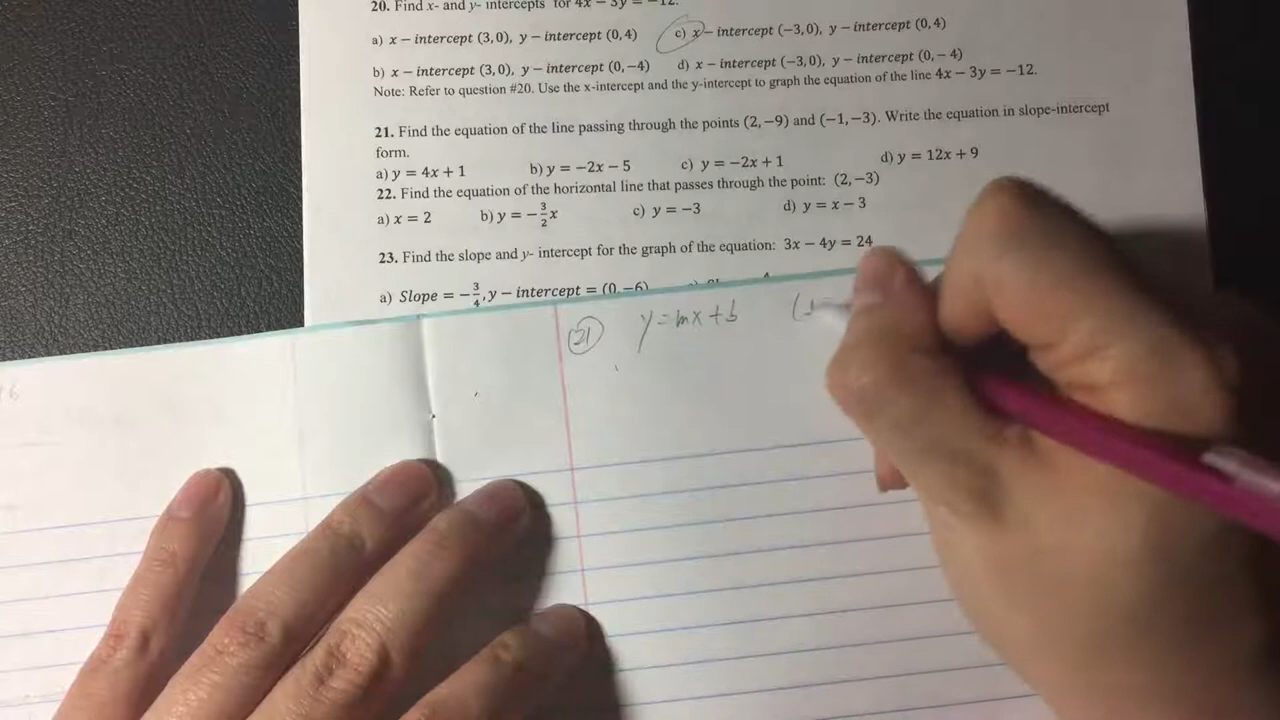 20. Find x- and y- intercepts for 4x − 3y = −12.
a) x − intercept (3,0), y − intercept (0,4) c) x − intercept (−3,0), y − intercept (0,4)
b) x − intercept (3,0), y − intercept (0,−4) d) x − intercept (−3,0), y − intercept (0, − 4)
Note: Refer to question #20. Use the x-intercept and the y-intercept to graph the equation of the line 4x − 3y = −12.
21. Find the equation of the line passing through the points (2,−9) and (−1,−3). Write the equation in slope-intercept
form.
a) y = 4x + 1 b) y = −2x − 5 c) y = −2x + 1 d) y = 12x + 9
22. Find the equation of the horizontal line that passes through the point: (2,−3)
a) x = 2 b) y = −3/2x c) y = −3 d) y = x − 3
23. Find the slope and y- intercept for the graph of the equation: 3x − 4y = 24
a) Slope = −3/4, y − intercept = (0,−6)
21 y = mx + b